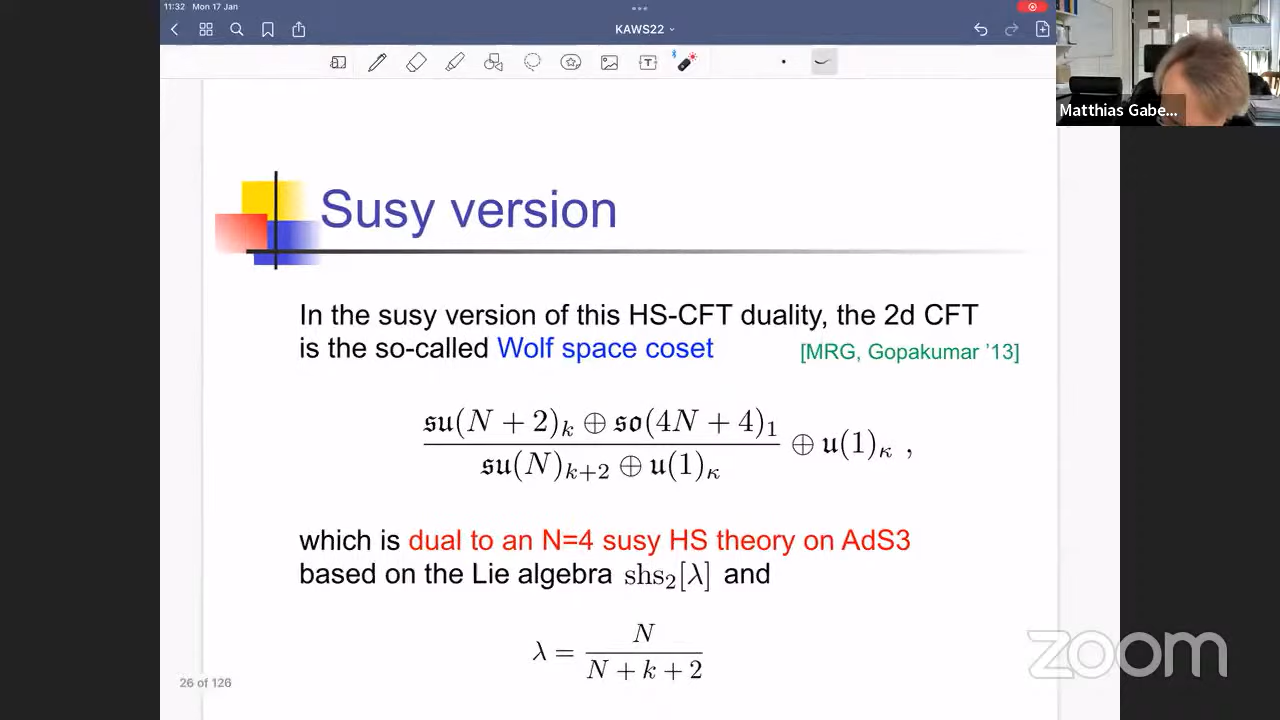 11:32 Mon 17 Jan
KAWS22
Matthias Gabe...
Susy version
In the susy version of this HS-CFT duality, the 2d CFT
is the so-called Wolf space coset [MRG, Gopakumar ’13]
𝔰𝔲(N + 2)ₖ ⊕ 𝔰𝔬(4N + 4)₁
𝔰𝔲(N)ₖ₊₂ ⊕ 𝔲(1)_κ
⊕ 𝔲(1)_κ ,
which is dual to an N=4 susy HS theory on AdS3
based on the Lie algebra shs₂[λ] and
λ = N / (N + k + 2)
26 of 126
zoom